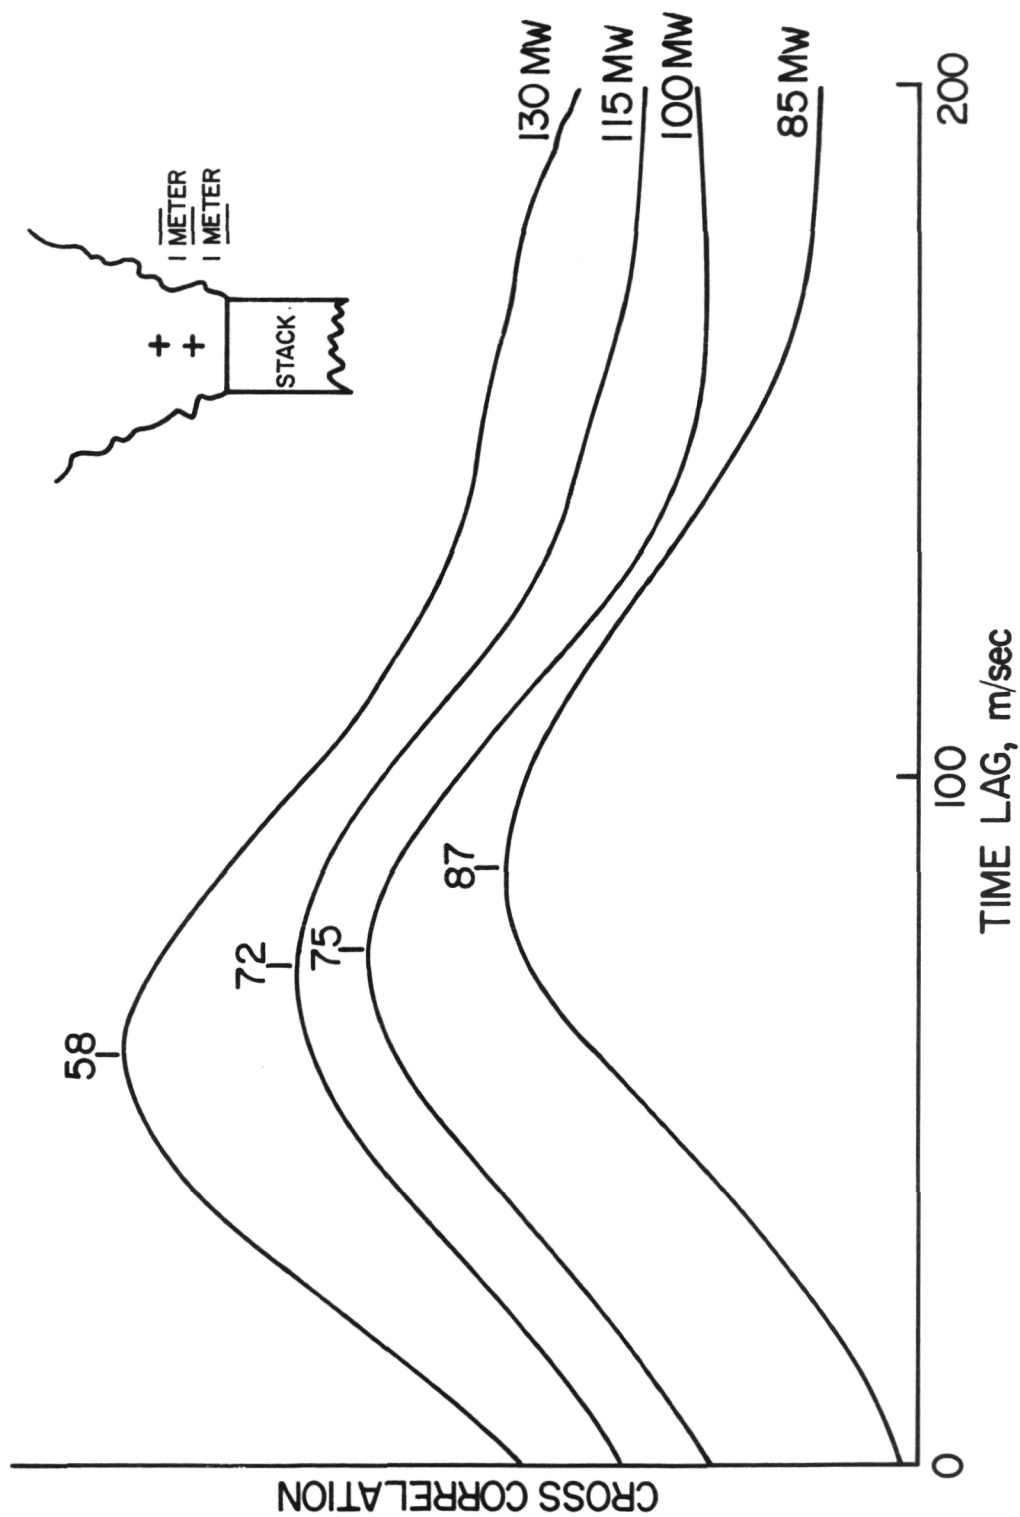 1 METER
1 METER
STACK.
58
72
75
87
130 MW
115 MW
100 MW
85 MW
CROSS CORRELATION
0
100
200
TIME LAG, m/sec